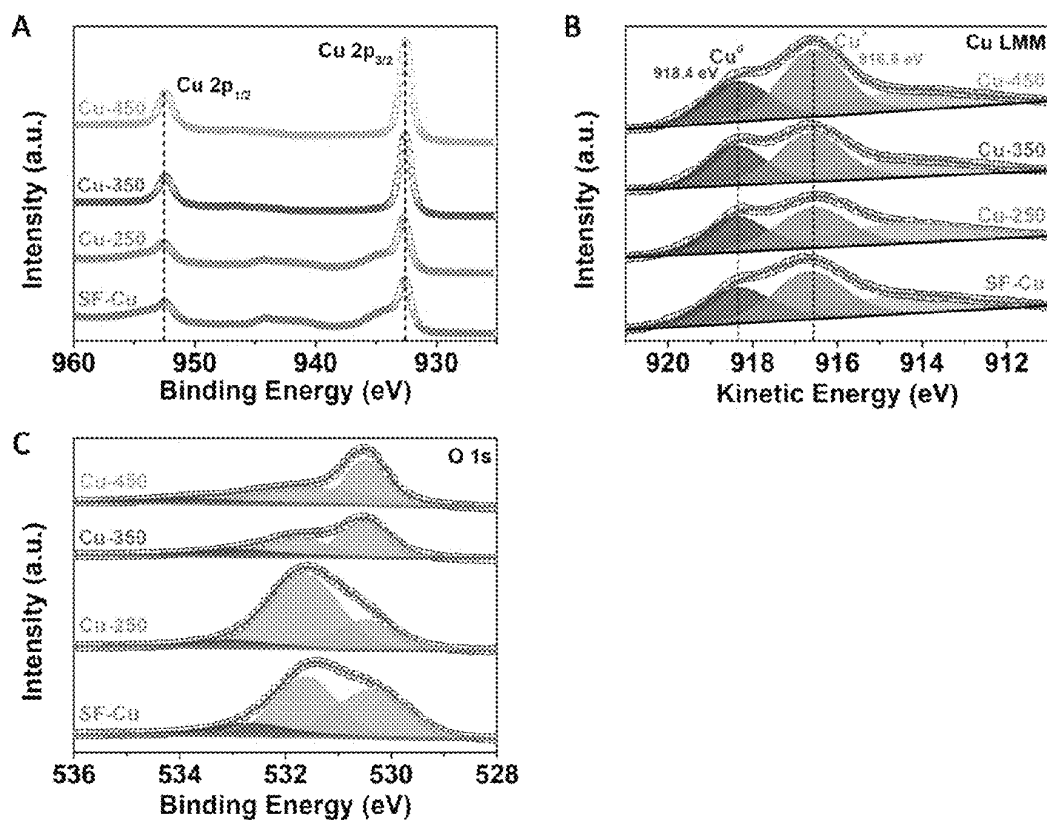 A
Intensity (a.u.)
Cu 2p3/2
Cu 2p1/2
Cu-450
Cu-350
Cu-250
SF-Cu
960 950 940 930
Binding Energy (eV)
B
Intensity (a.u.)
Cu LMM
Cu⁰
918.4 eV
Cu⁺
916.6 eV
Cu-450
Cu-350
Cu-250
SF-Cu
920 918 916 914 912
Kinetic Energy (eV)
C
Intensity (a.u.)
O 1s
Cu-450
Cu-350
Cu-250
SF-Cu
536 534 532 530 528
Binding Energy (eV)